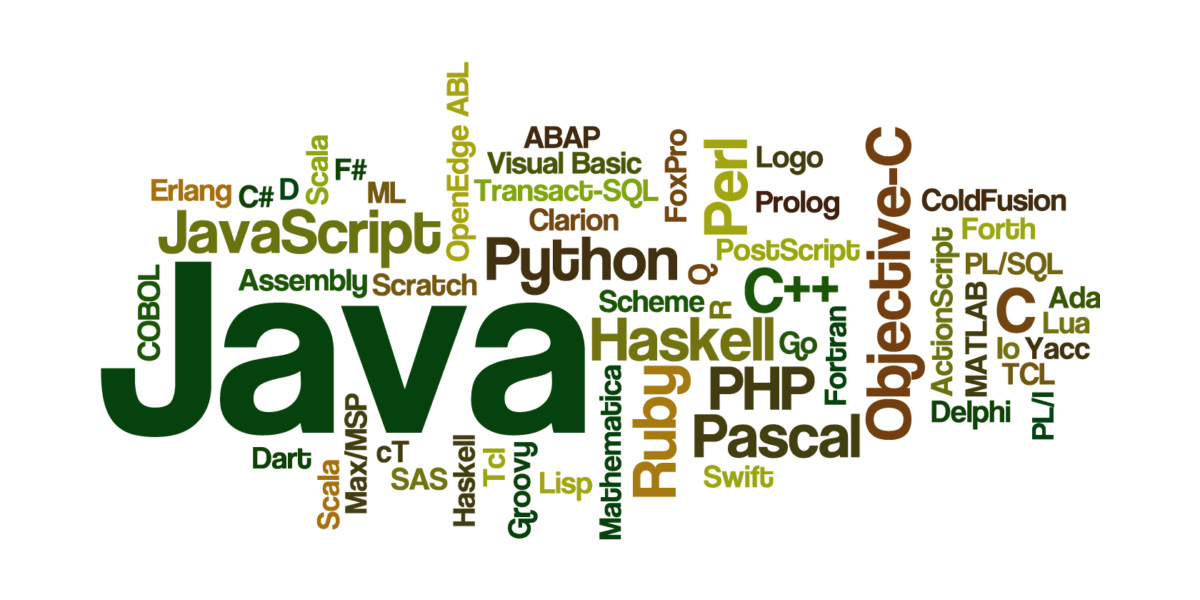 OpenEdge ABL
ABAP
Visual Basic
Transact-SQL
Clarion
FoxPro
Perl
Logo
Prolog
Objective-C
ColdFusion
Forth
Scala
F#
Erlang
C#
D
ML
JavaScript
Python
Q
PostScript
ActionScript
PL/SQL
COBOL
Assembly
Scratch
Java
Scheme
R
C++
MATLAB
C
Ada
Lua
Haskell
Go
Fortran
Io
Yacc
TCL
Mathematica
Ruby
PHP
Pascal
Delphi
PL/I
Dart
Scala
Max/MSP
cT
SAS
Haskell
Tcl
Groovy
Lisp
Swift